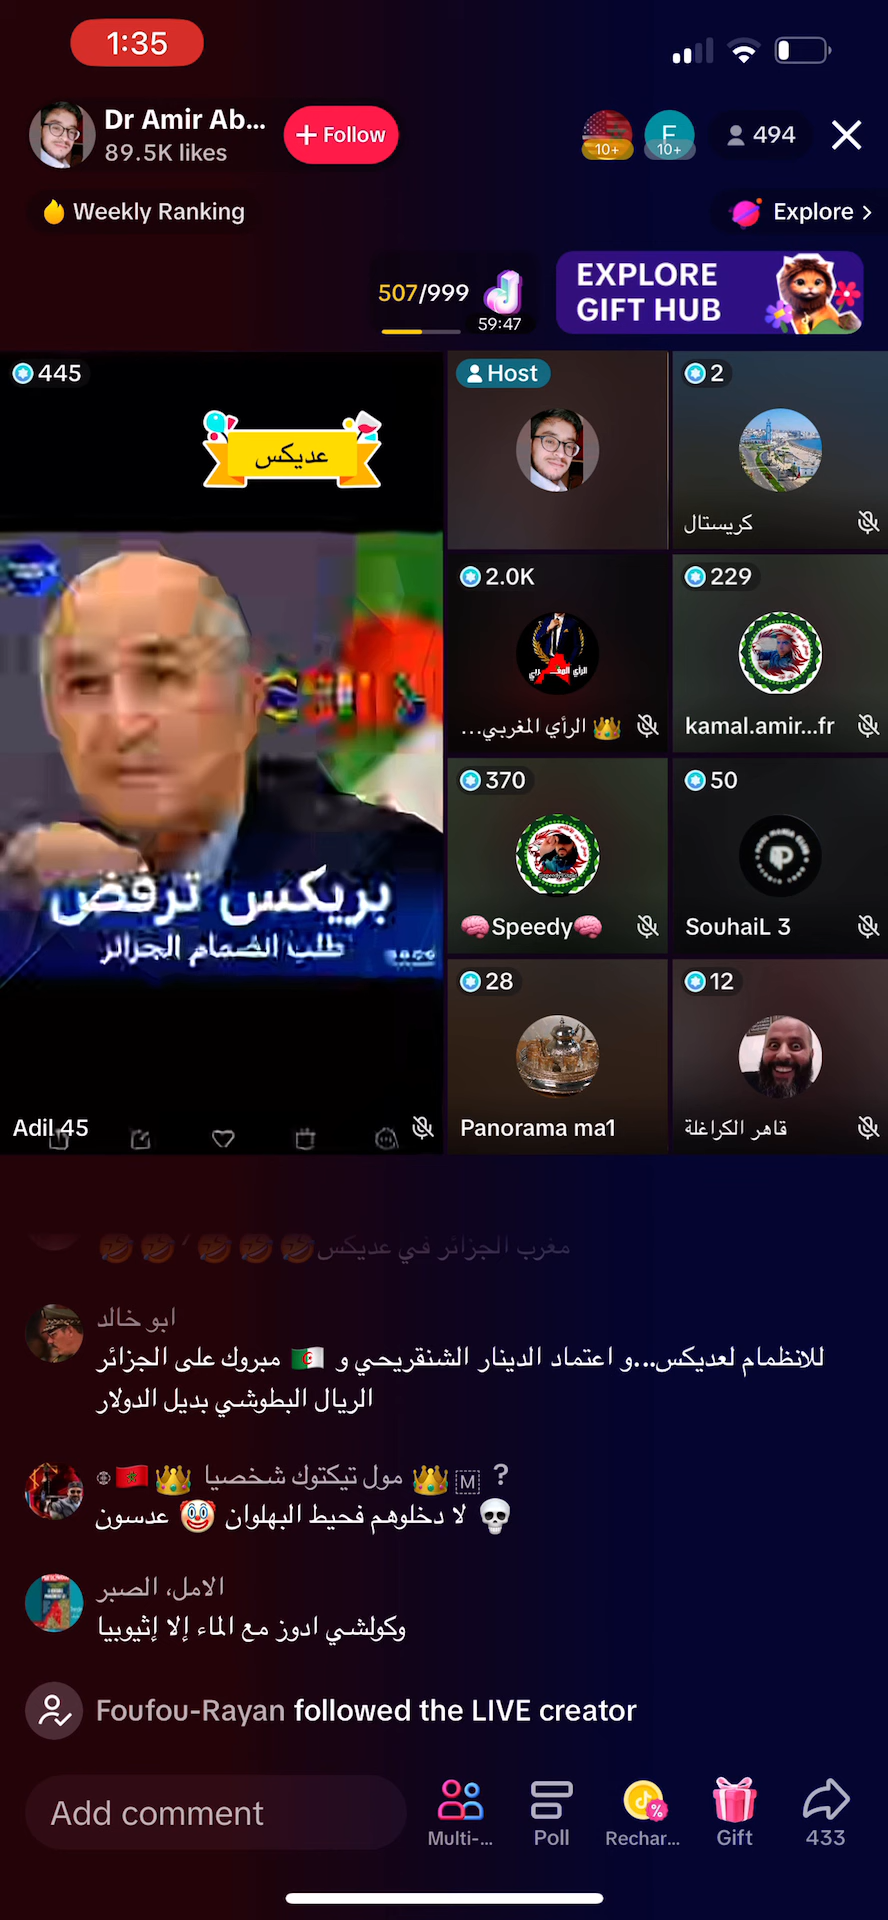 1:35
Dr Amir Ab...
89.5K likes
+ Follow
10+
E
10+
494
Weekly Ranking
Explore >
507/999
59:47
EXPLORE
GIFT HUB
445
عديكس
بريكس ترفض
طلب انضمام الجزائر
Adil 45
Host
2
كريستال
2.0K
الرأي المغربي
👑 الرأي المغربي...
229
kamal.amir...fr
370
🧠Speedy🧠
50
SouhaiL 3
28
Panorama ma1
12
قاهر الكراغلة
مغرب الجزائر في عديكس🤣🤣 ' 🤣🤣🤣
ابو خالد
مبروك على الجزائر 🇩🇿 للانظمام لعديكس...و اعتماد الدينار الشنقريحي و
الريال البطوشي بديل الدولار
🇲🇦 👑 مول تيكتوك شخصيا 👑 M ?
لا دخلوهم فحيط البهلوان 🤡 عدسون 💀
الامل، الصبر
وكولشي ادوز مع الماء إلا إثيوبيا
Foufou-Rayan followed the LIVE creator
Add comment
Multi-...
Poll
Rechar...
Gift
433